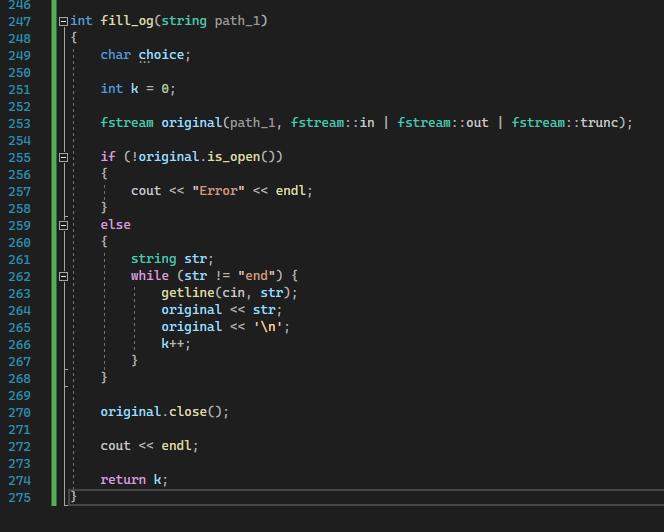 246
247 int fill_og(string path_1)
248 {
249 char choice;
250
251 int k = 0;
252
253 fstream original(path_1, fstream::in | fstream::out | fstream::trunc);
254
255 if (!original.is_open())
256 {
257 cout << "Error" << endl;
258 }
259 else
260 {
261 string str;
262 while (str != "end") {
263 getline(cin, str);
264 original << str;
265 original << '\n';
266 k++;
267 }
268 }
269
270 original.close();
271
272 cout << endl;
273
274 return k;
275 }